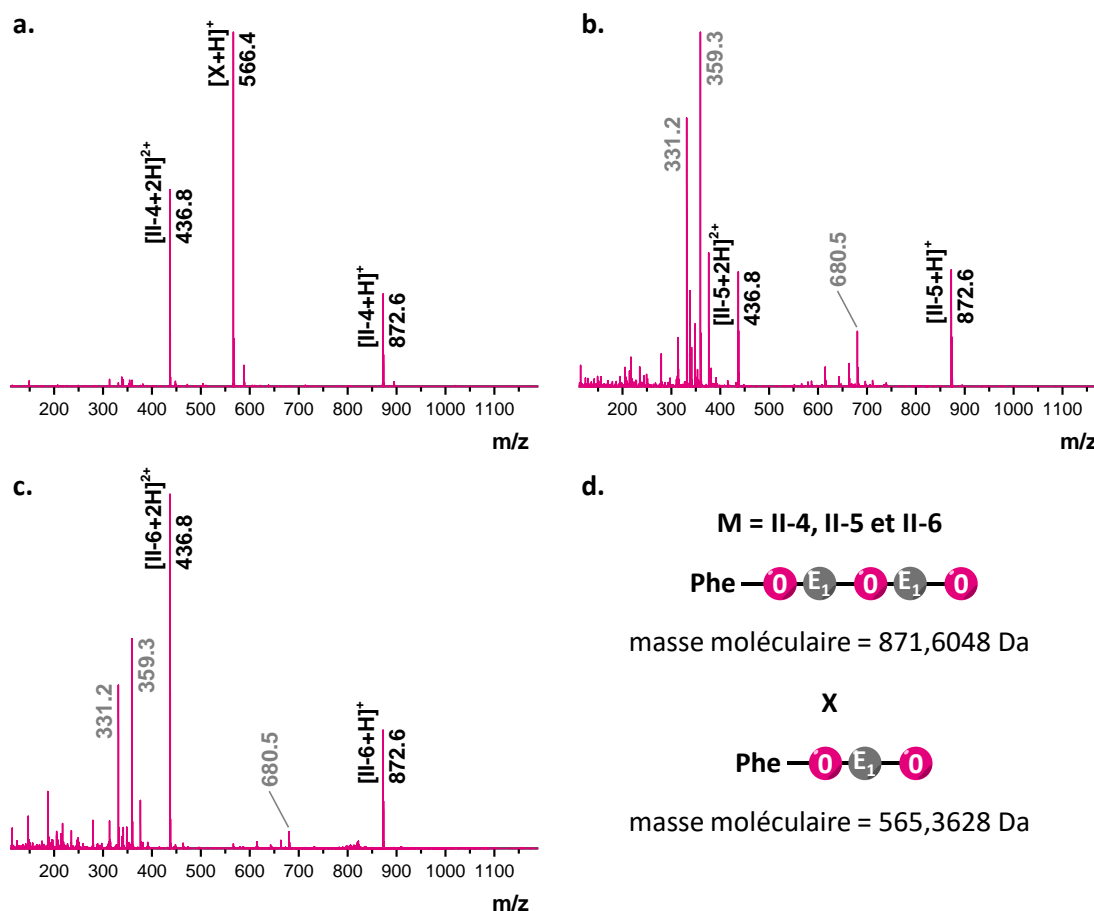 a.
[II-4+2H]2+
436.8
[X+H]+
566.4
[II-4+H]+
872.6
200 300 400 500 600 700 800 900 1000 1100
m/z
b.
331.2
359.3
[II-5+2H]2+
436.8
680.5
[II-5+H]+
872.6
200 300 400 500 600 700 800 900 1000 1100
m/z
c.
331.2
359.3
[II-6+2H]2+
436.8
680.5
[II-6+H]+
872.6
200 300 400 500 600 700 800 900 1000 1100
m/z
d.
M = II-4, II-5 et II-6
Phe 0 E1 0 E1 0
masse moléculaire = 871,6048 Da
X
Phe 0 E1 0
masse moléculaire = 565,3628 Da